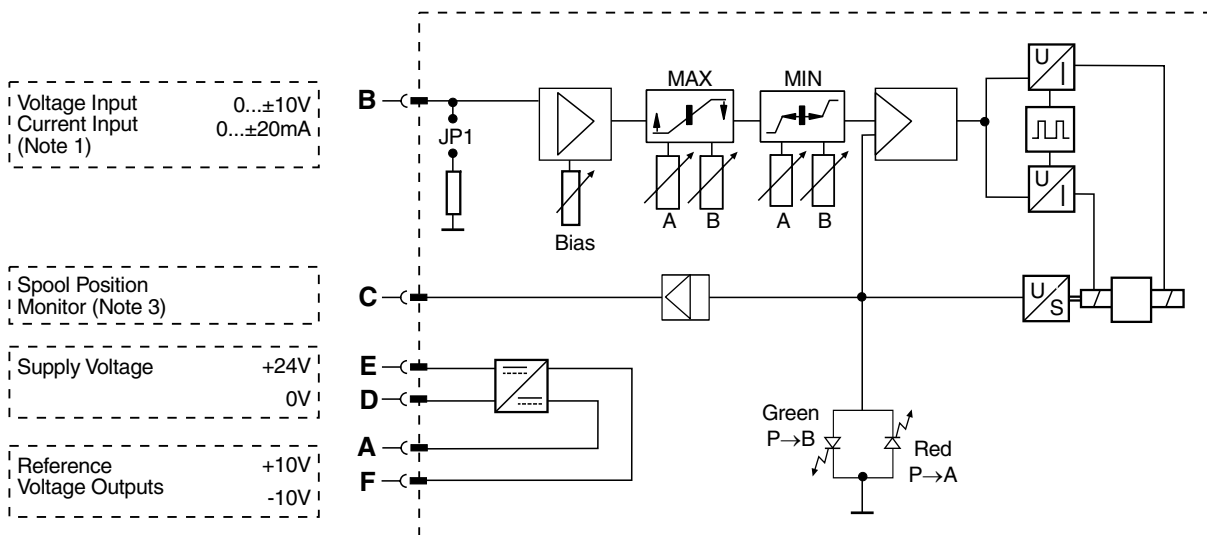 Voltage Input 0...±10V
Current Input 0...±20mA
(Note 1)
B
JP1
Bias
MAX
A B
MIN
A B
U
I
U
I
Spool Position
Monitor (Note 3)
C
U
S
Supply Voltage +24V
0V
E
D
Reference +10V
Voltage Outputs
-10V
A
F
Green
P→B
Red
P→A